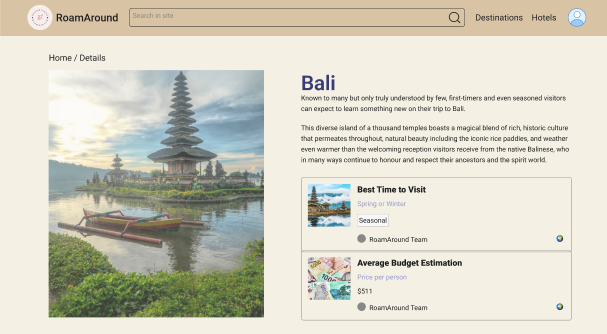 RoamAround
Search in site
Destinations
Hotels
Home / Details
Bali
Known to many but only truly understood by few, first-timers and even seasoned visitors
can expect to learn something new on their trip to Bali.
This diverse island of a thousand temples boasts a magical blend of rich, historic culture
that permeates throughout, natural beauty including the iconic rice paddies, and weather
even warmer than the welcoming reception visitors receive from the native Balinese, who
in many ways continue to honour and respect their ancestors and the spirit world.
Best Time to Visit
Spring or Winter
Seasonal
RoamAround Team
Average Budget Estimation
Price per person
$511
RoamAround Team